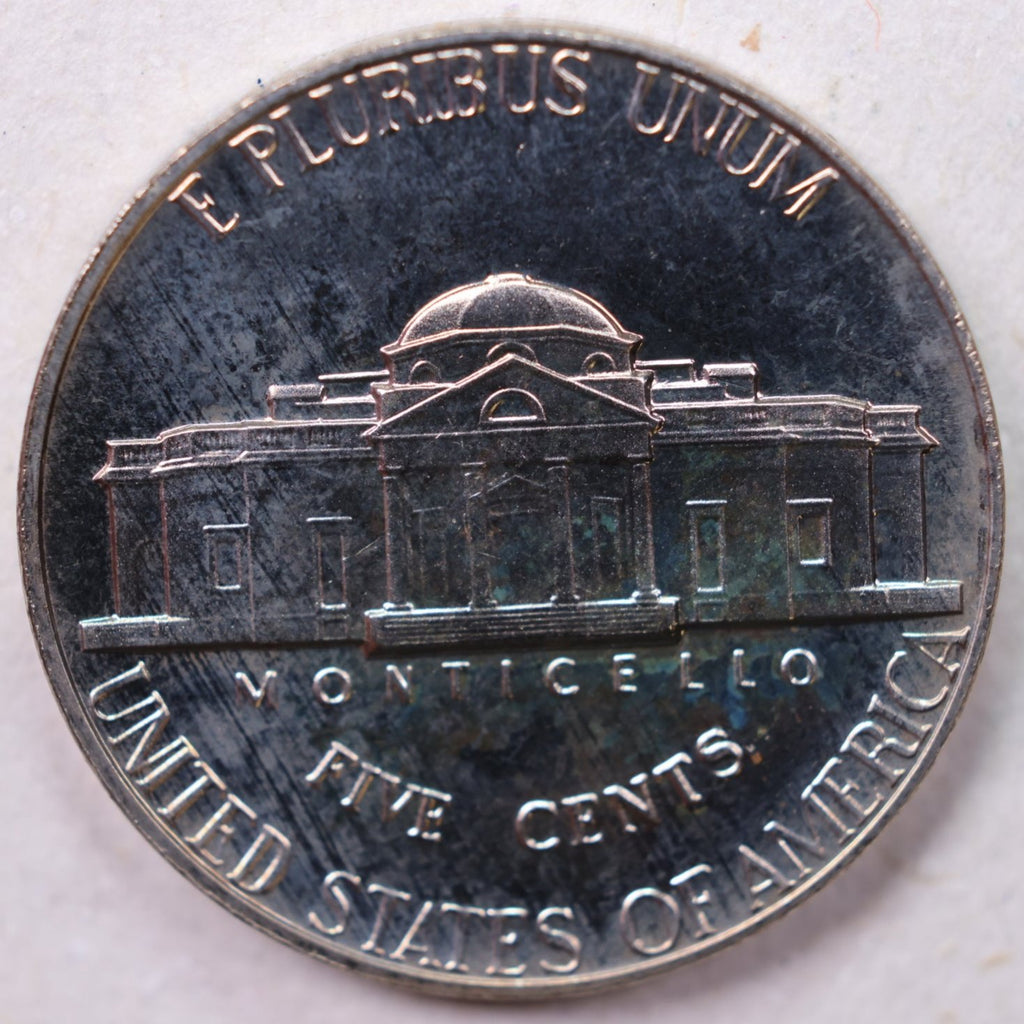 E PLURIBUS UNUM
MONTICELLO
FIVE CENTS
UNITED STATES OF AMERICA